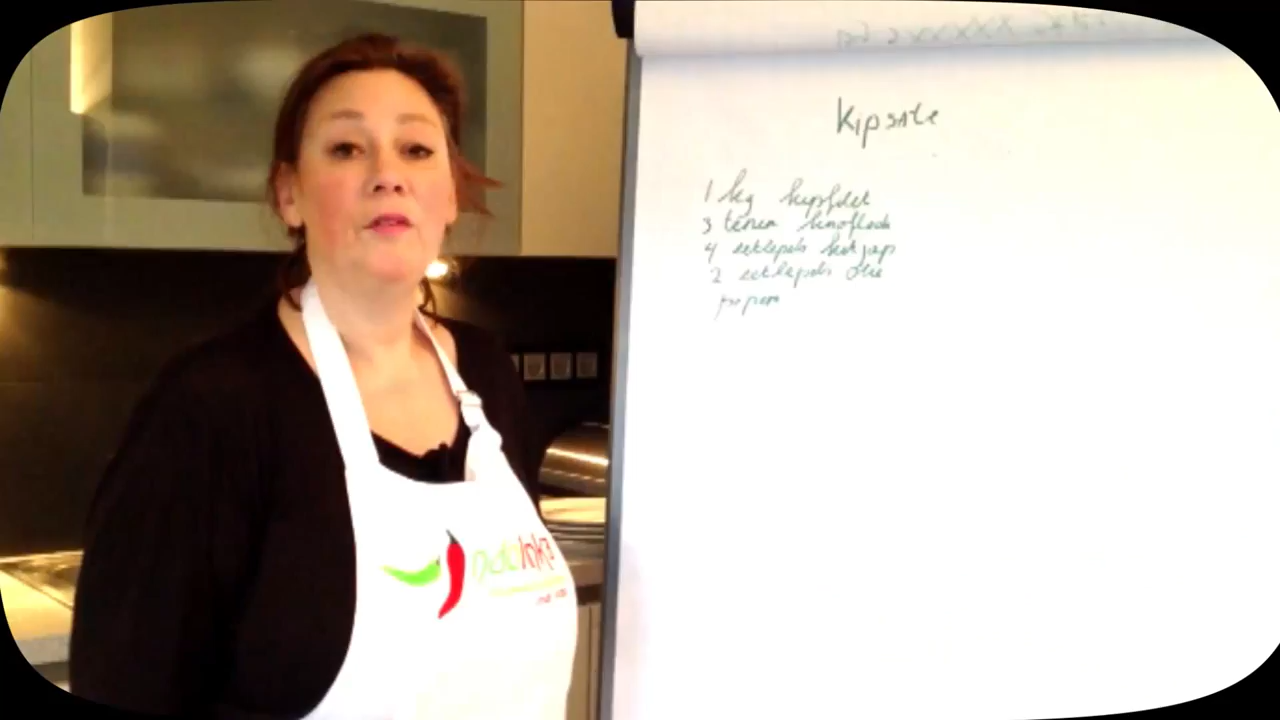 Kipsate
1 kg kipfilet
3 tenen knoflook
4 eetlepels ketjap
2 eetlepels olie
peper